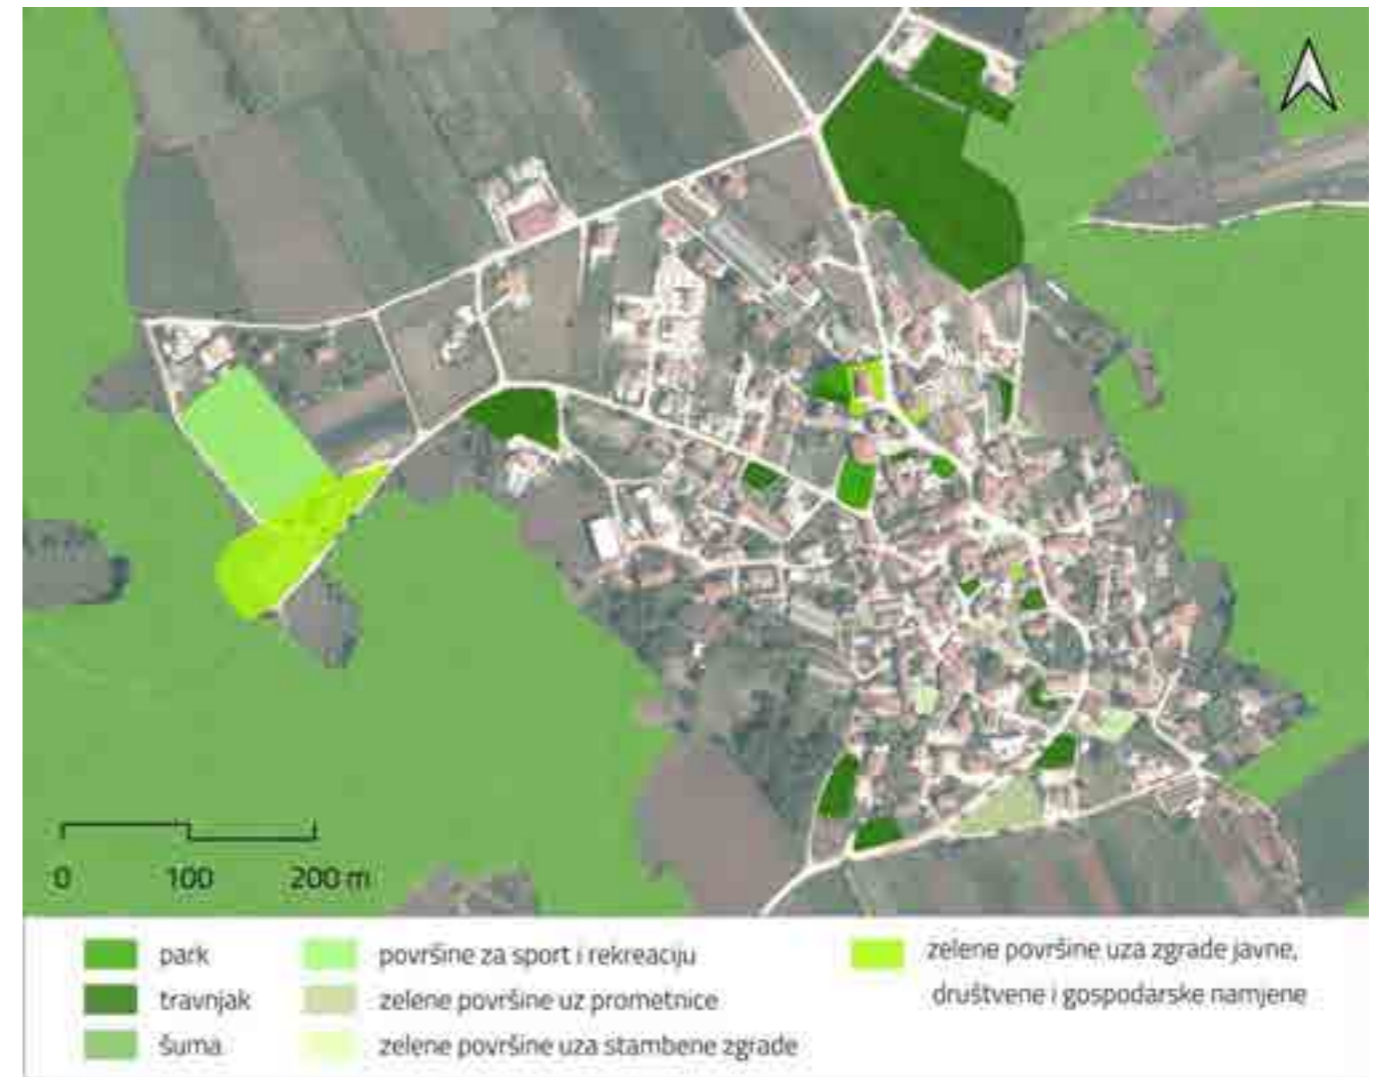 0 100 200 m
park
travnjak
šuma
površine za sport i rekreaciju
zelene površine uz prometnice
zelene površine uza stambene zgrade
zelene površine uza zgrade javne,
društvene i gospodarske namjene